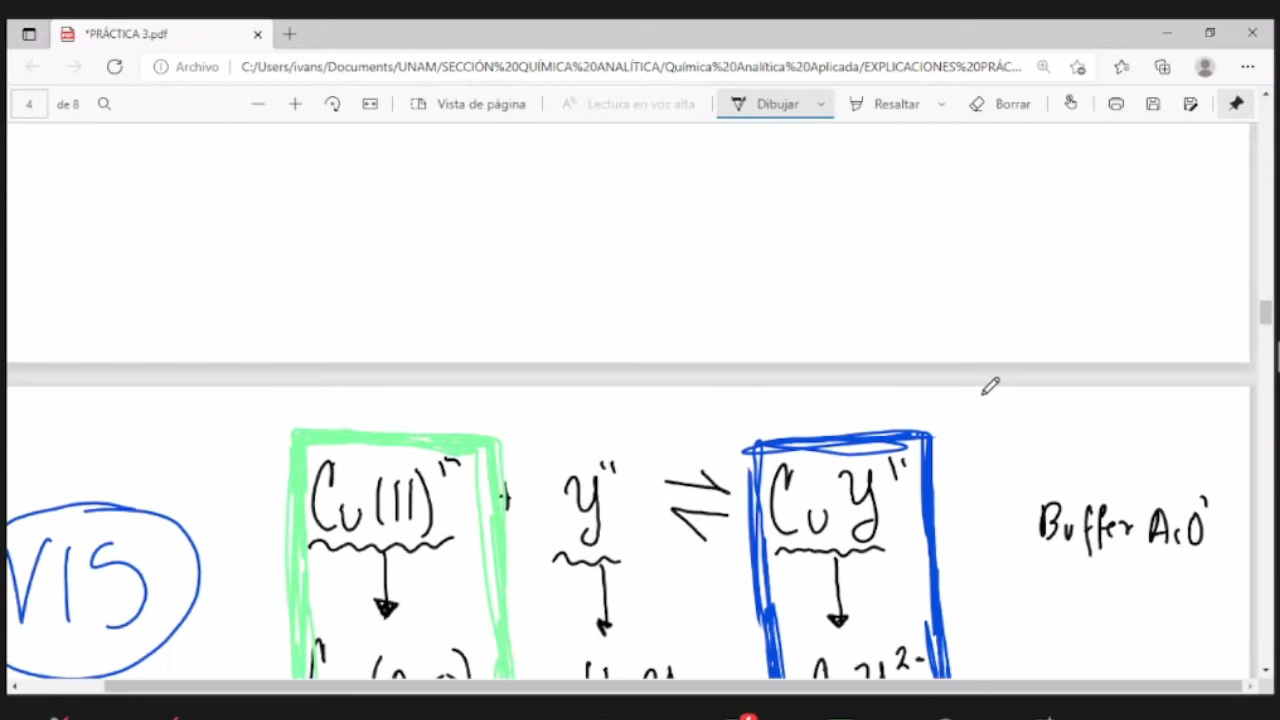 *PRÁCTICA 3.pdf
Archivo C:/Users/ivans/Documents/UNAM/SECCIÓN%20QUÍMICA%20ANALÍTICA/Química%20Analítica%20Aplicada/EXPLICACIONES%20PRÁC...
4 de 8 Vista de página Lectura en voz alta Dibujar Resaltar Borrar
Cu(II)" + Y" ⇌ CuY" Buffer AcO'
VIS